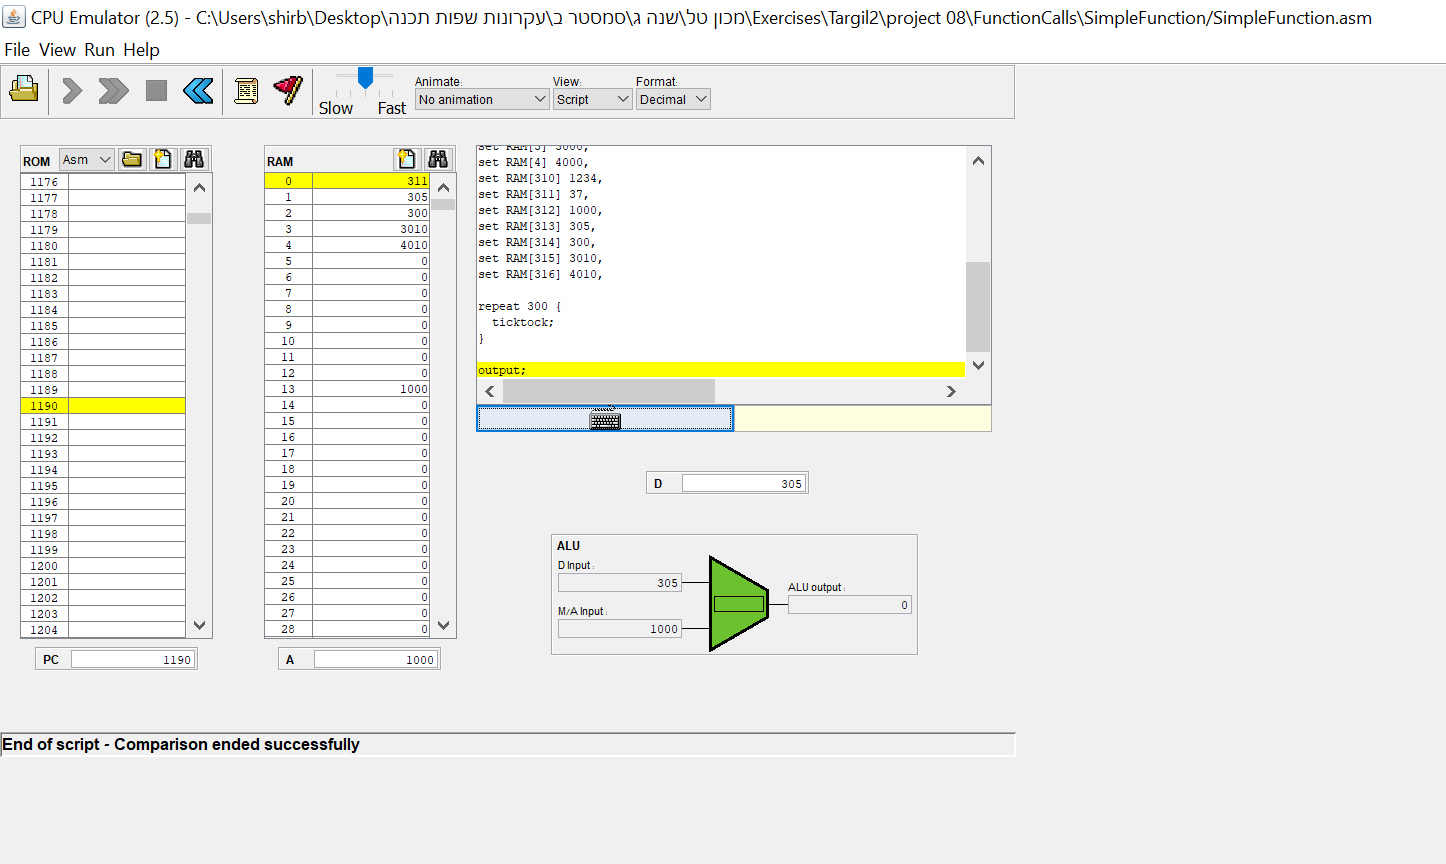 CPU Emulator (2.5) - C:\Users\shirb\Desktop\מכון טל\שנה ג\סמסטר ב\עקרונות שפות תכנה\Exercises\Targil2\project 08\FunctionCalls\SimpleFunction/SimpleFunction.asm
File View Run Help
Slow Fast
Animate:
No animation
View:
Script
Format:
Decimal
ROM Asm
1176
1177
1178
1179
1180
1181
1182
1183
1184
1185
1186
1187
1188
1189
1190
1191
1192
1193
1194
1195
1196
1197
1198
1199
1200
1201
1202
1203
1204
PC 1190
RAM
0 311
1 305
2 300
3 3010
4 4010
5 0
6 0
7 0
8 0
9 0
10 0
11 0
12 0
13 1000
14 0
15 0
16 0
17 0
18 0
19 0
20 0
21 0
22 0
23 0
24 0
25 0
26 0
27 0
28 0
A 1000
set RAM[3] 3000,
set RAM[4] 4000,
set RAM[310] 1234,
set RAM[311] 37,
set RAM[312] 1000,
set RAM[313] 305,
set RAM[314] 300,
set RAM[315] 3010,
set RAM[316] 4010,
repeat 300 {
ticktock;
}
output;
D 305
ALU
D Input :
305
M/A Input :
1000
ALU output :
0
End of script - Comparison ended successfully